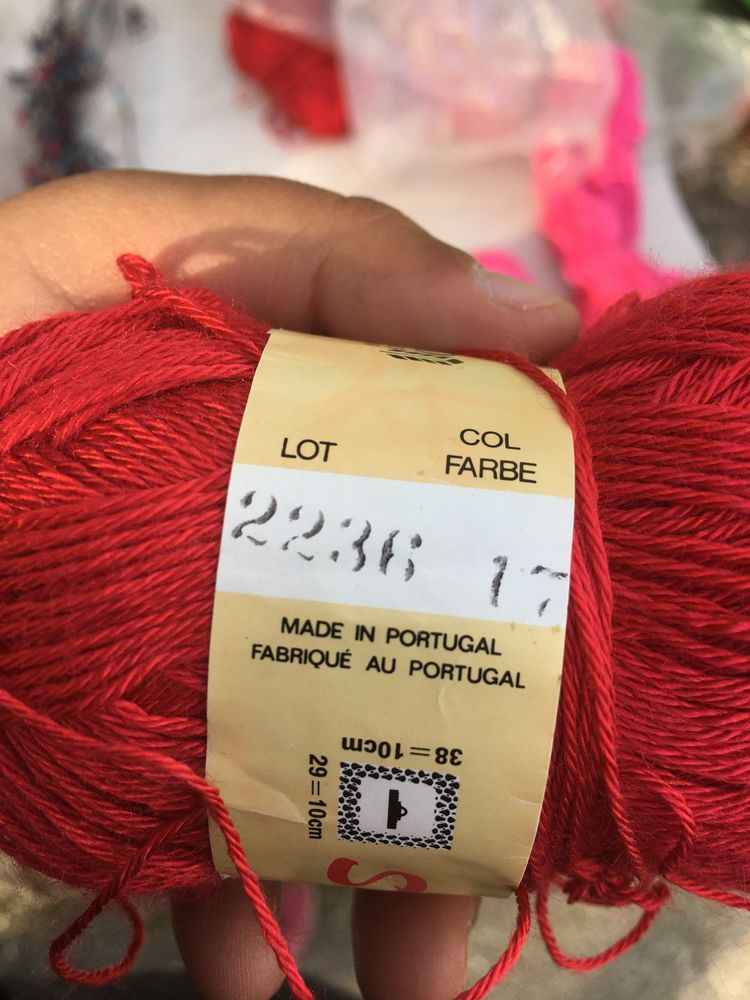 LOT
COL
FARBE
2236 17
MADE IN PORTUGAL
FABRIQUÉ AU PORTUGAL
38=10cm
29=10cm
S